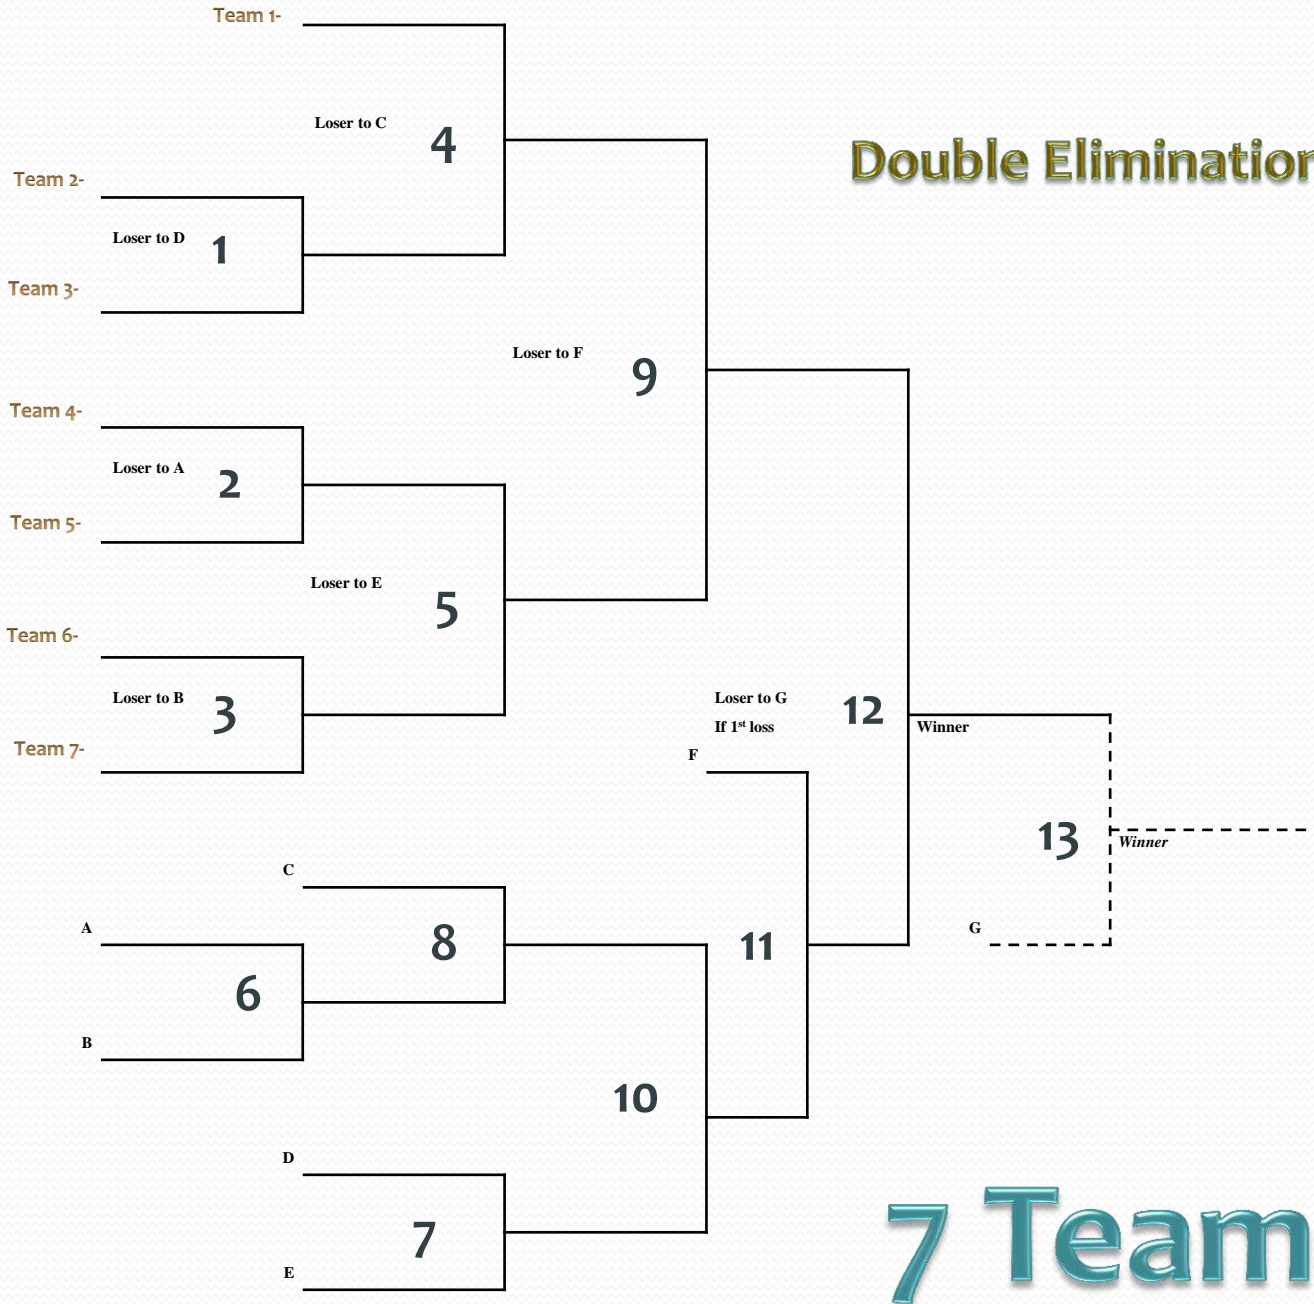 Team 1-
Loser to C
4
Double Elimination
Team 2-
Loser to D
1
Team 3-
Loser to F
9
Team 4-
Loser to A
2
Team 5-
Loser to E
5
Team 6-
Loser to B
3
Loser to G
12
If 1st loss
Winner
Team 7-
F
13
Winner
C
A
8
11
G
6
B
10
D
7
E
7 Team